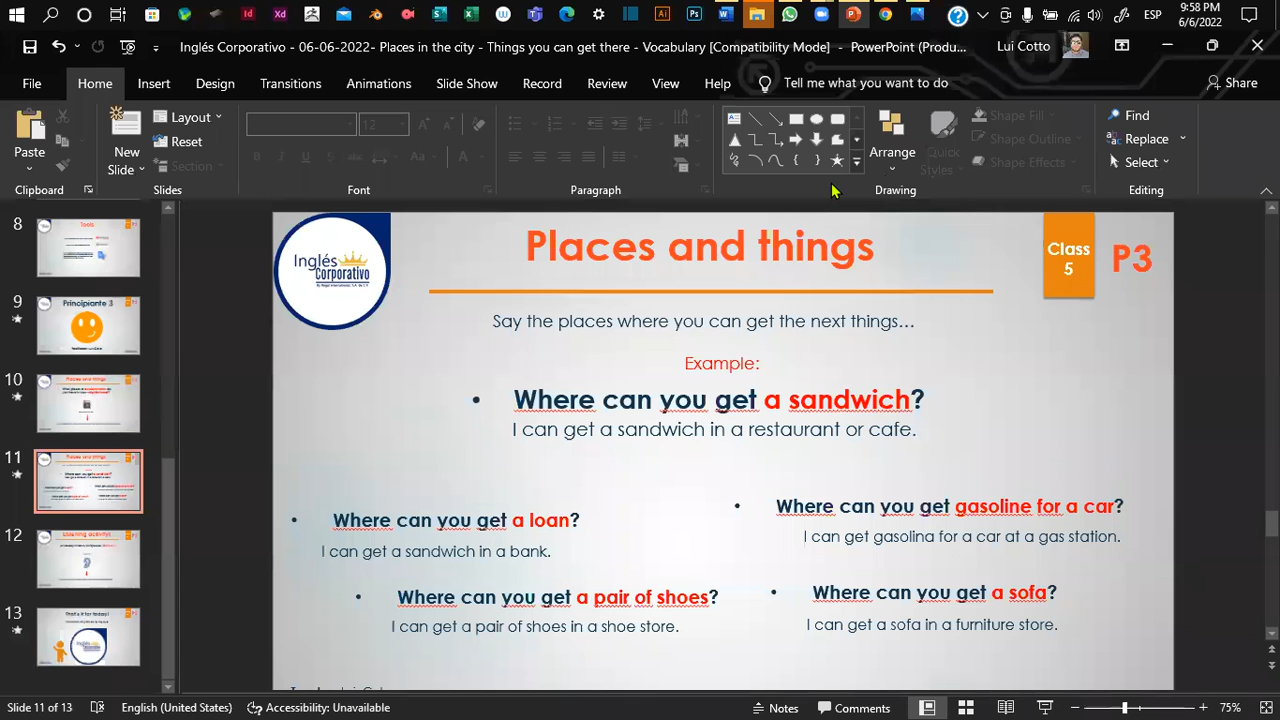 9:58 PM
ESP
6/6/2022
Inglés Corporativo - 06-06-2022- Places in the city - Things you can get there - Vocabulary [Compatibility Mode] - PowerPoint (Produ...
Lui Cotto
File Home Insert Design Transitions Animations Slide Show Record Review View Help Tell me what you want to do Share
Paste
New Slide
Layout
Reset
Section
12
Aa
A
Arrange
Quick Styles
Shape Fill
Shape Outline
Shape Effects
Find
Replace
Select
Clipboard Slides Font Paragraph Drawing Editing
8
Tools
9
Principiante 3
10
Places and things
11
Places and things
12
Listening activity
13
That's it for today!
Inglés
Corporativo
Places and things
Class
5
P3
Say the places where you can get the next things...
Example:
• Where can you get a sandwich?
I can get a sandwich in a restaurant or cafe.
• Where can you get a loan?
I can get a sandwich in a bank.
• Where can you get gasoline for a car?
I can get gasolina for a car at a gas station.
• Where can you get a pair of shoes?
I can get a pair of shoes in a shoe store.
• Where can you get a sofa?
I can get a sofa in a furniture store.
Slide 11 of 13 English (United States) Accessibility: Unavailable Notes Comments 75%